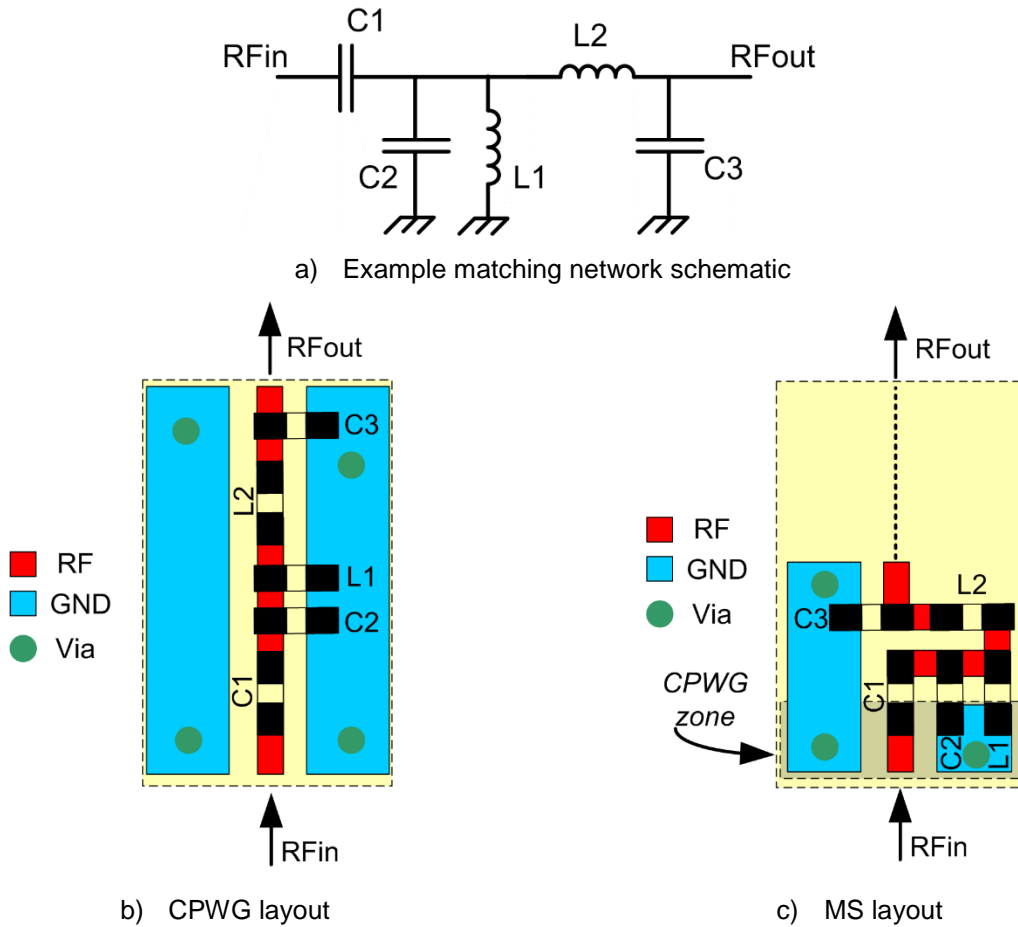 C1
L2
RFin
RFout
C2
L1
C3
a) Example matching network schematic
RFout
C3
L2
L1
C2
C1
RF
GND
Via
RFin
b) CPWG layout
RFout
RF
GND
Via
L2
C3
C1
CPWG
zone
C2
L1
RFin
c) MS layout